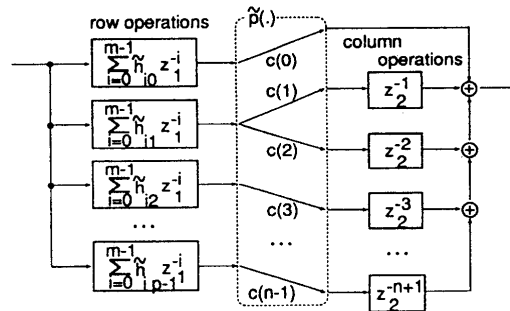 row operations
p̃(.)
column operations
m-1 ∑ i=0 h̃ i0 z 1 -i
c(0)
c(1)
z 2 -1
m-1 ∑ i=0 h̃ i1 z 1 -i
c(2)
z 2 -2
m-1 ∑ i=0 h̃ i2 z 1 -i
c(3)
z 2 -3
...
...
...
m-1 ∑ i=0 h̃ i p-1 z 1 -i
c(n-1)
z 2 -n+1